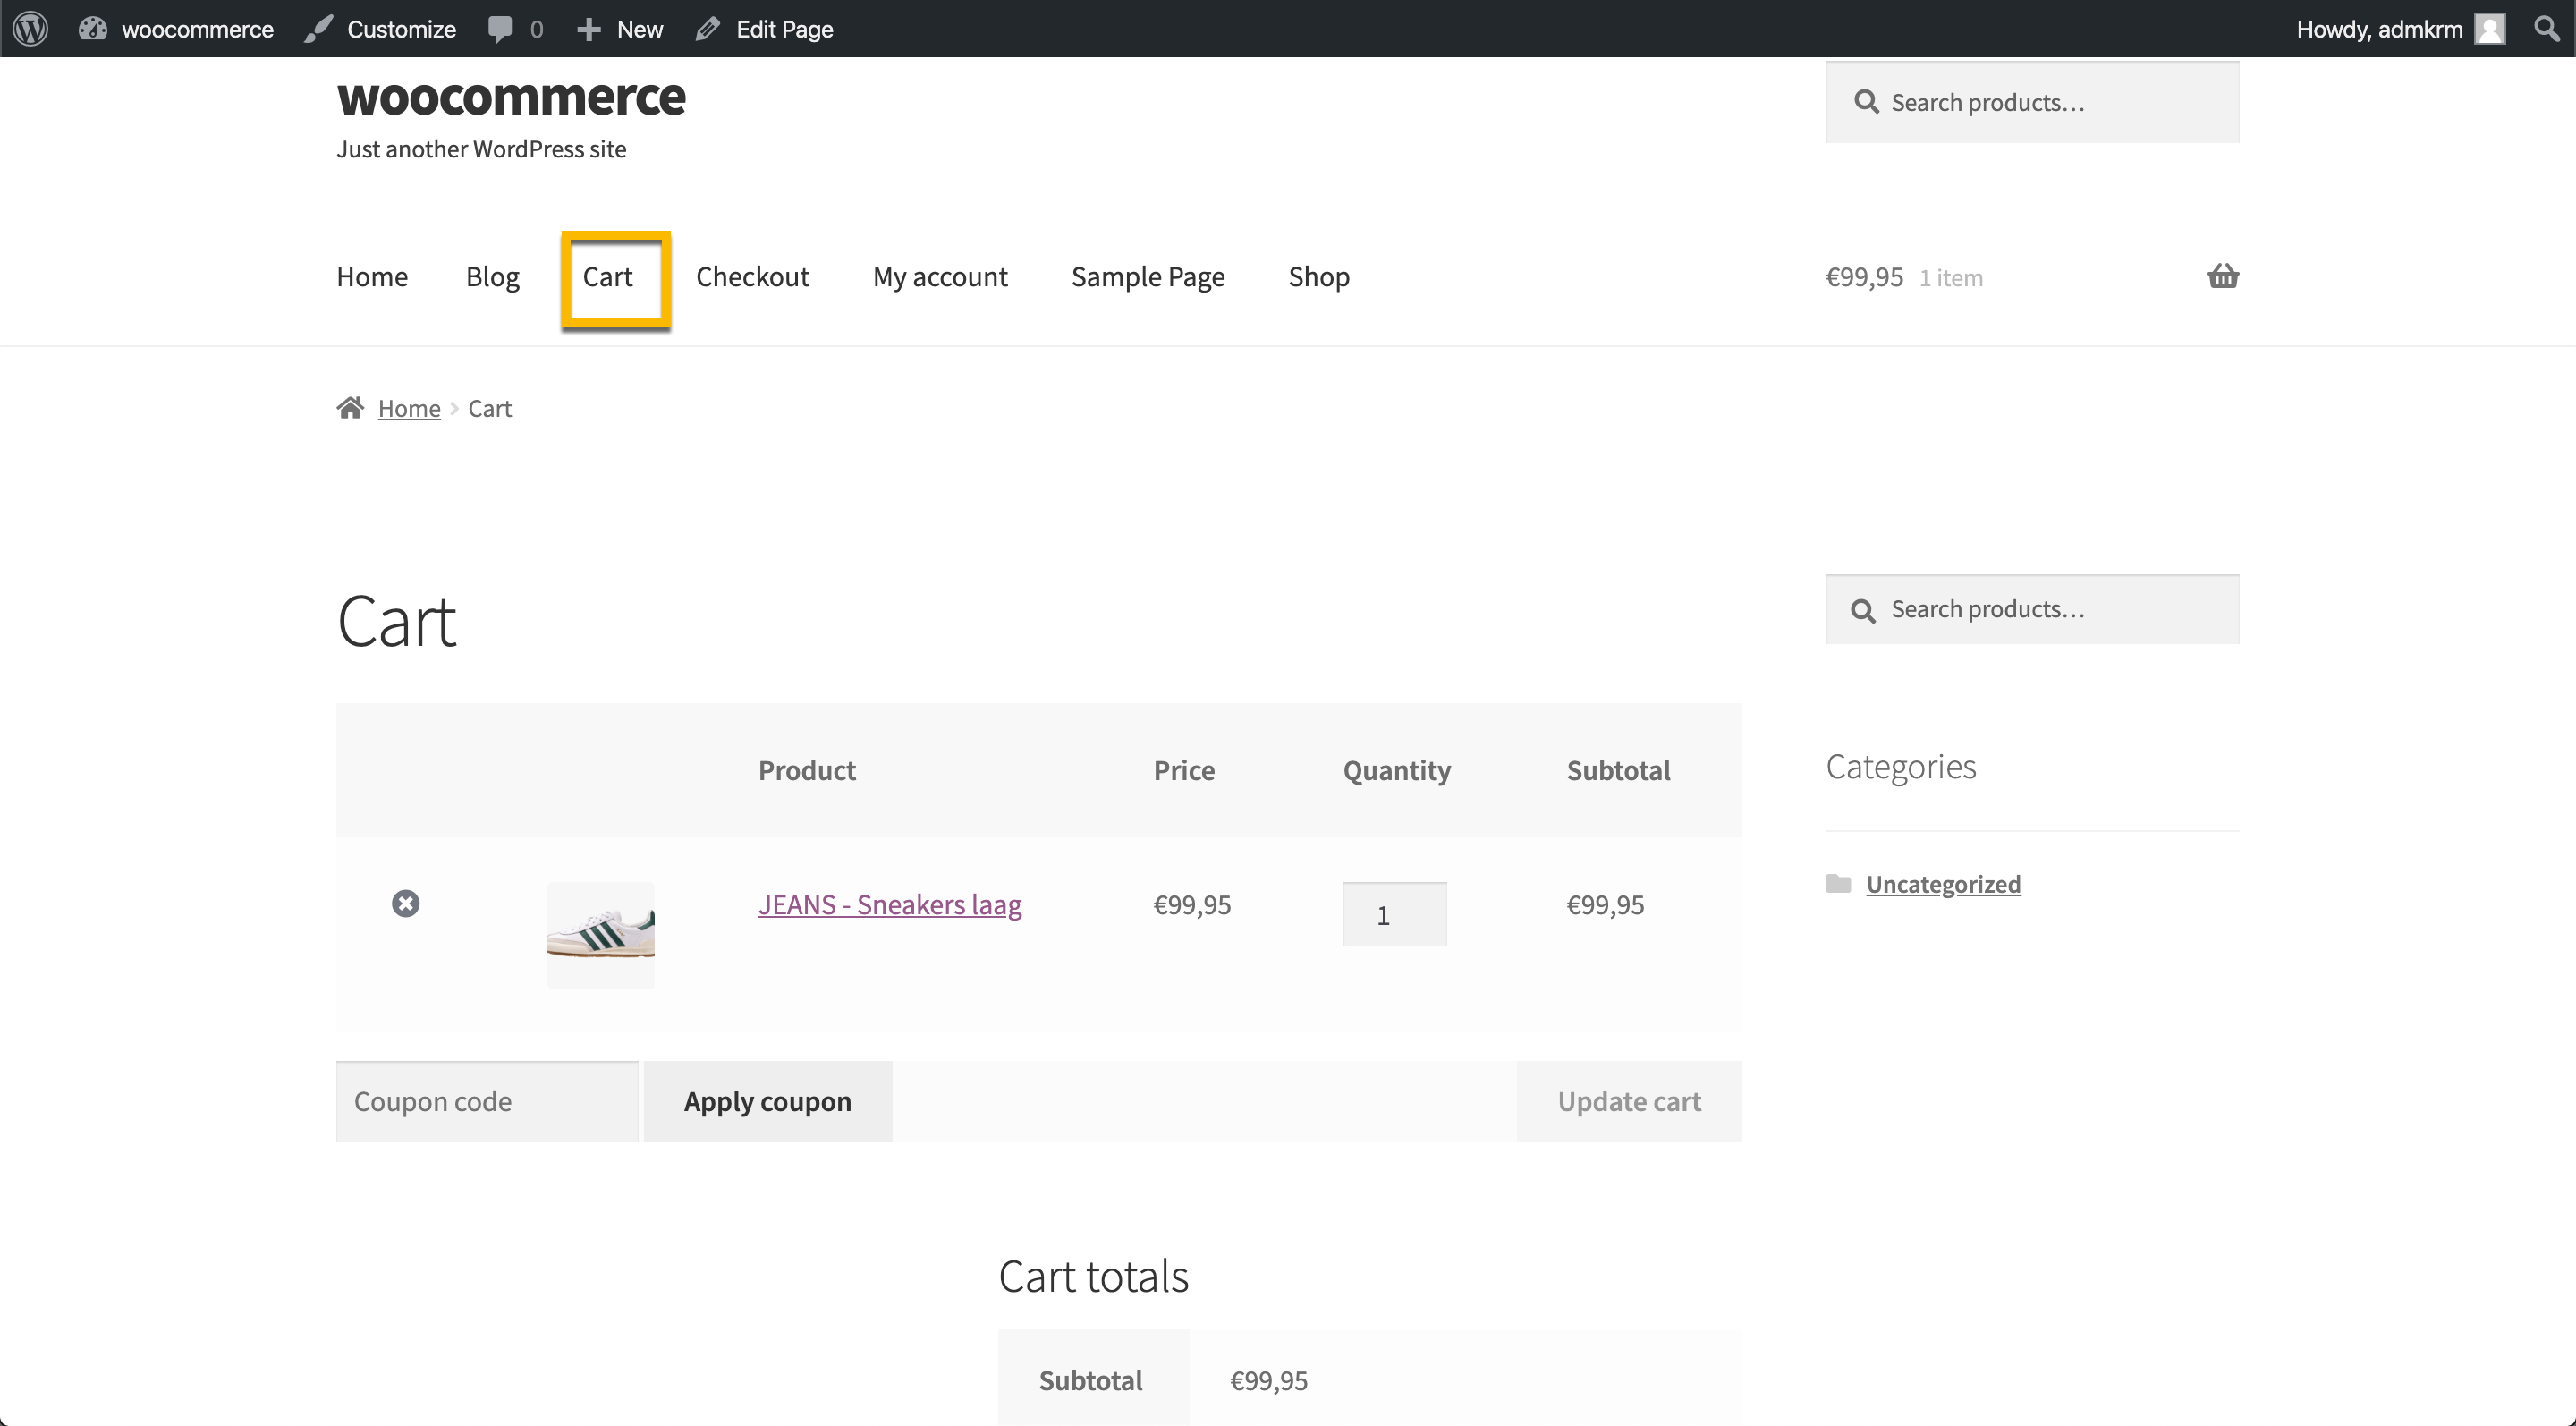 woocommerce Customize 0 New Edit Page Howdy, admkrm
woocommerce
Just another WordPress site
Search products…
Home Blog Cart Checkout My account Sample Page Shop €99,95 1 item
Home Cart
Cart
Search products…
Product Price Quantity Subtotal
Categories
JEANS - Sneakers laag €99,95 1 €99,95
Uncategorized
Coupon code Apply coupon Update cart
Cart totals
Subtotal €99,95